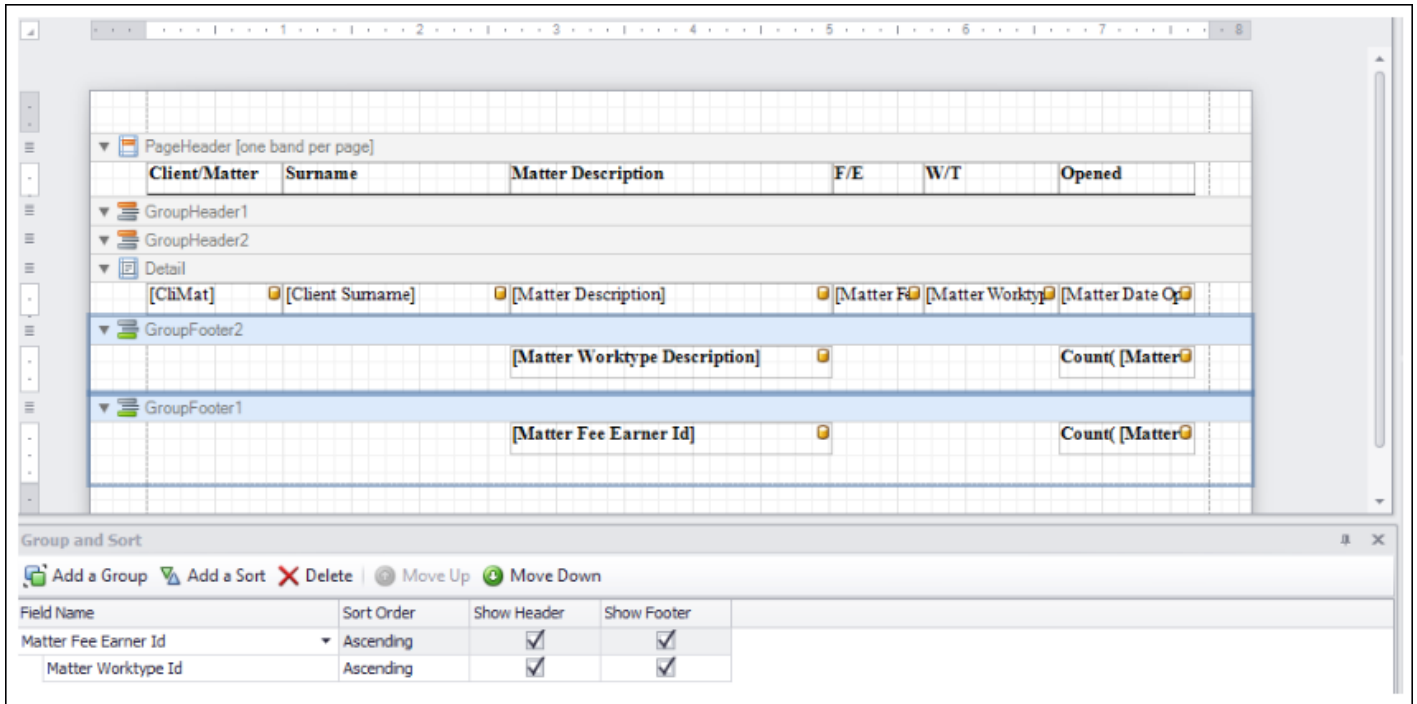 1 2 3 4 5 6 7 8
PageHeader [one band per page]
Client/Matter Surname Matter Description F/E W/T Opened
GroupHeader1
GroupHeader2
Detail
[CliMat] [Client Surname] [Matter Description] [Matter Fe [Matter Worktyp [Matter Date Op
GroupFooter2
[Matter Worktype Description] Count( [Matter
GroupFooter1
[Matter Fee Earner Id] Count( [Matter
Group and Sort
Add a Group Add a Sort Delete Move Up Move Down
Field Name Sort Order Show Header Show Footer
Matter Fee Earner Id Ascending
Matter Worktype Id Ascending